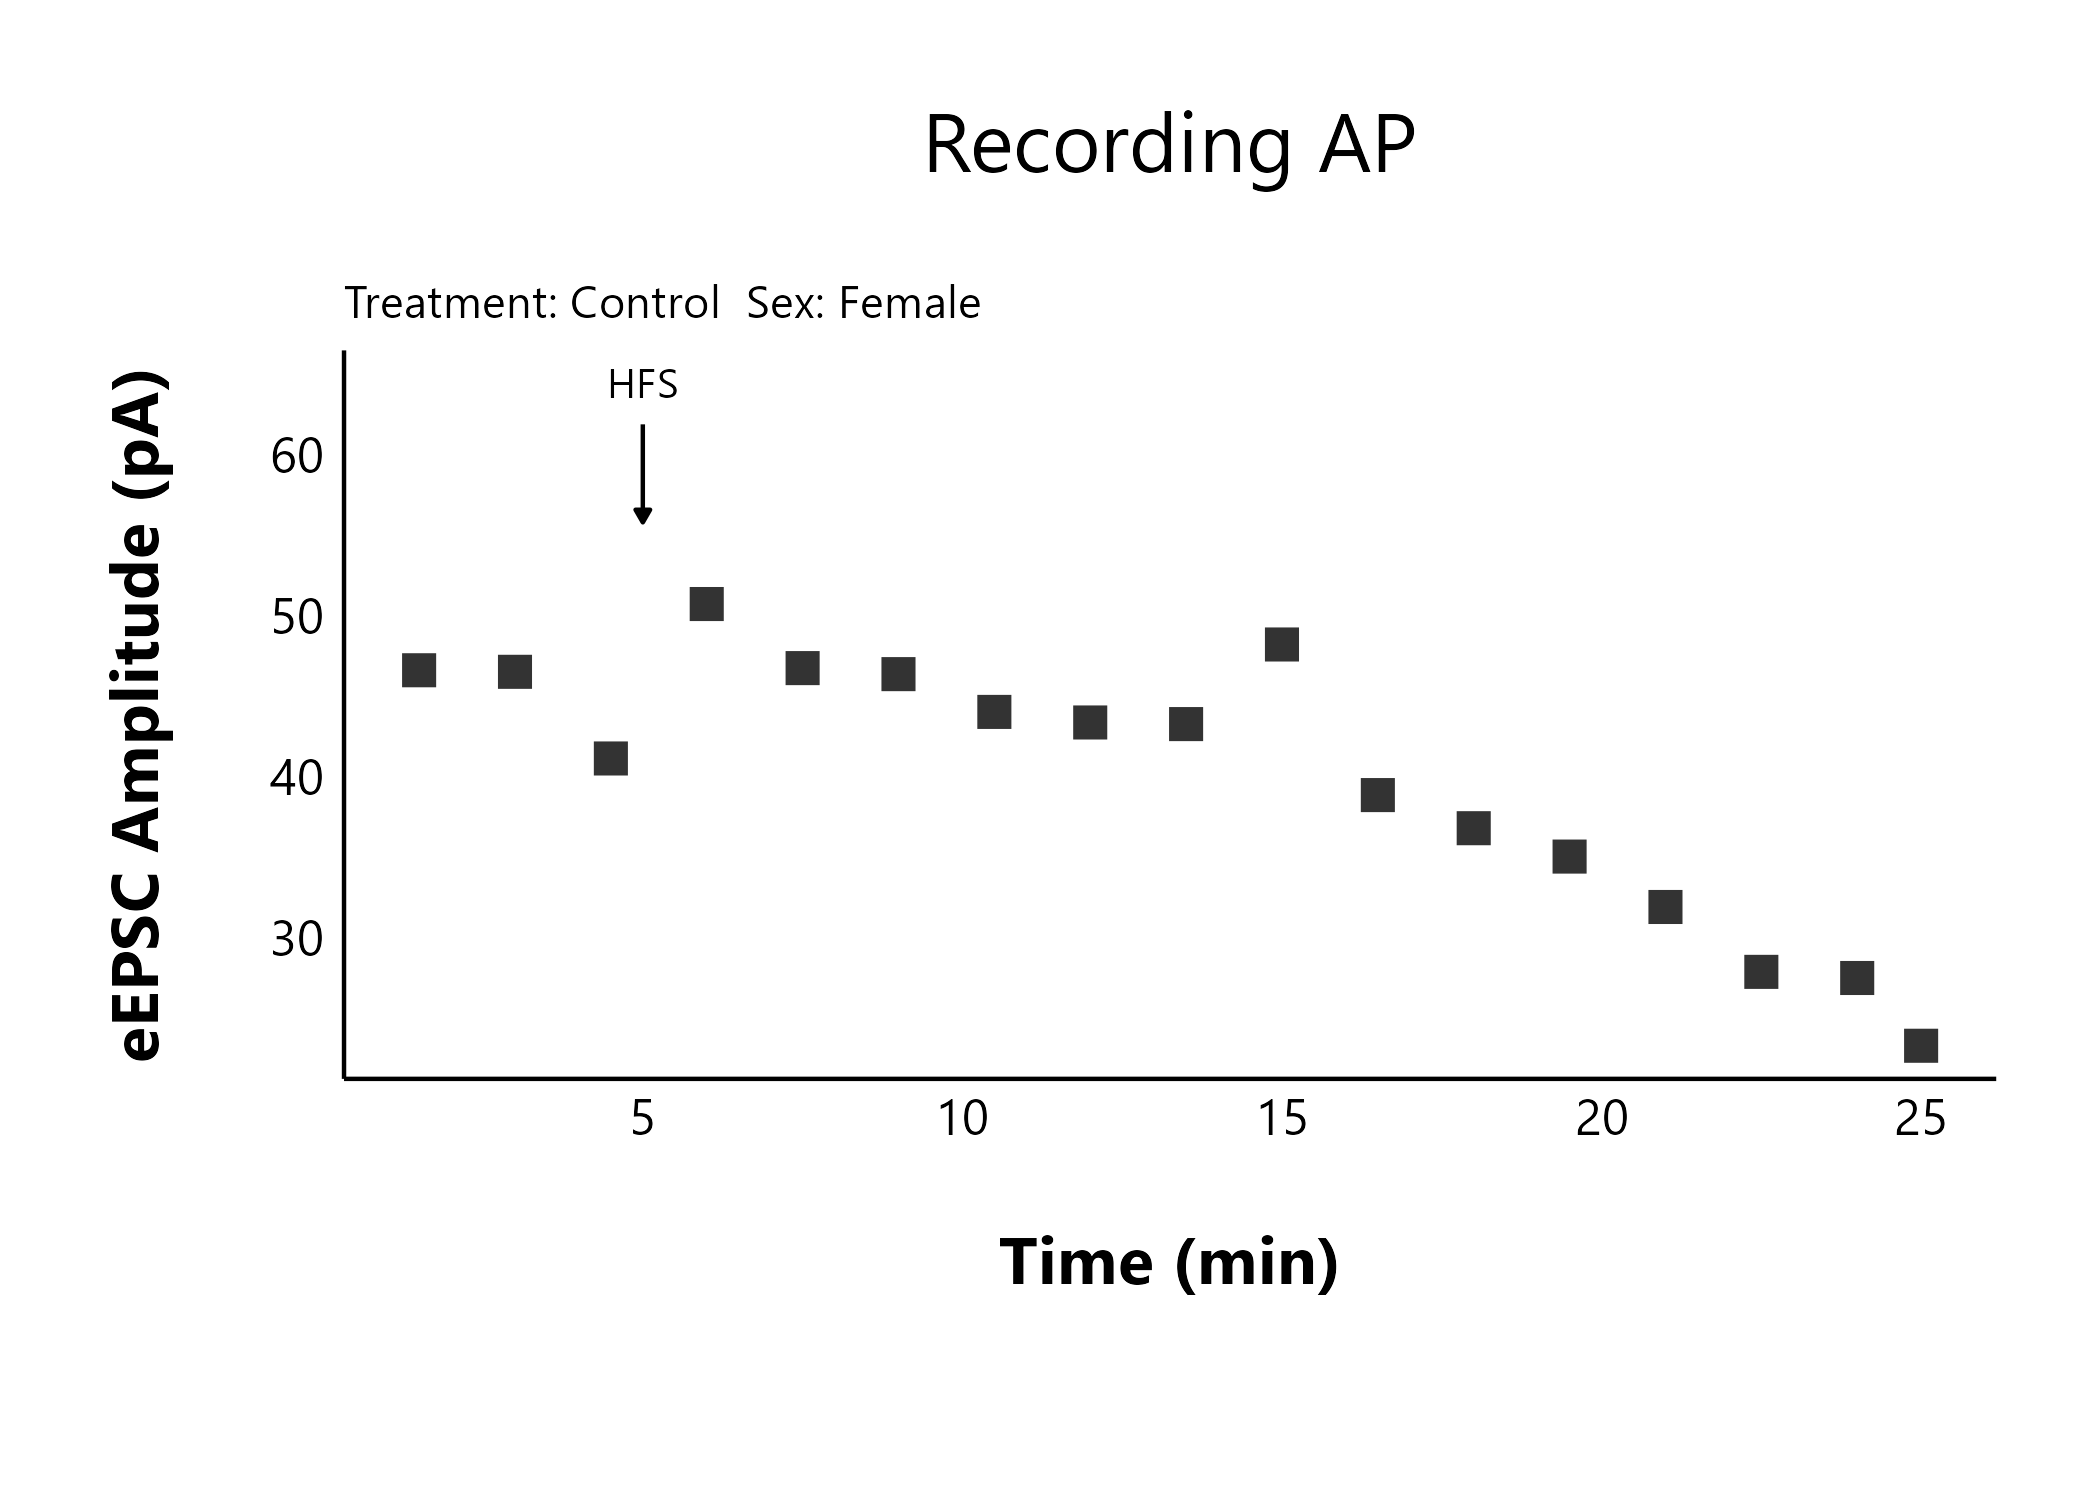 Recording AP
Treatment: Control  Sex: Female
HFS
eEPSC Amplitude (pA)
60
50
40
30
5 10 15 20 25
Time (min)